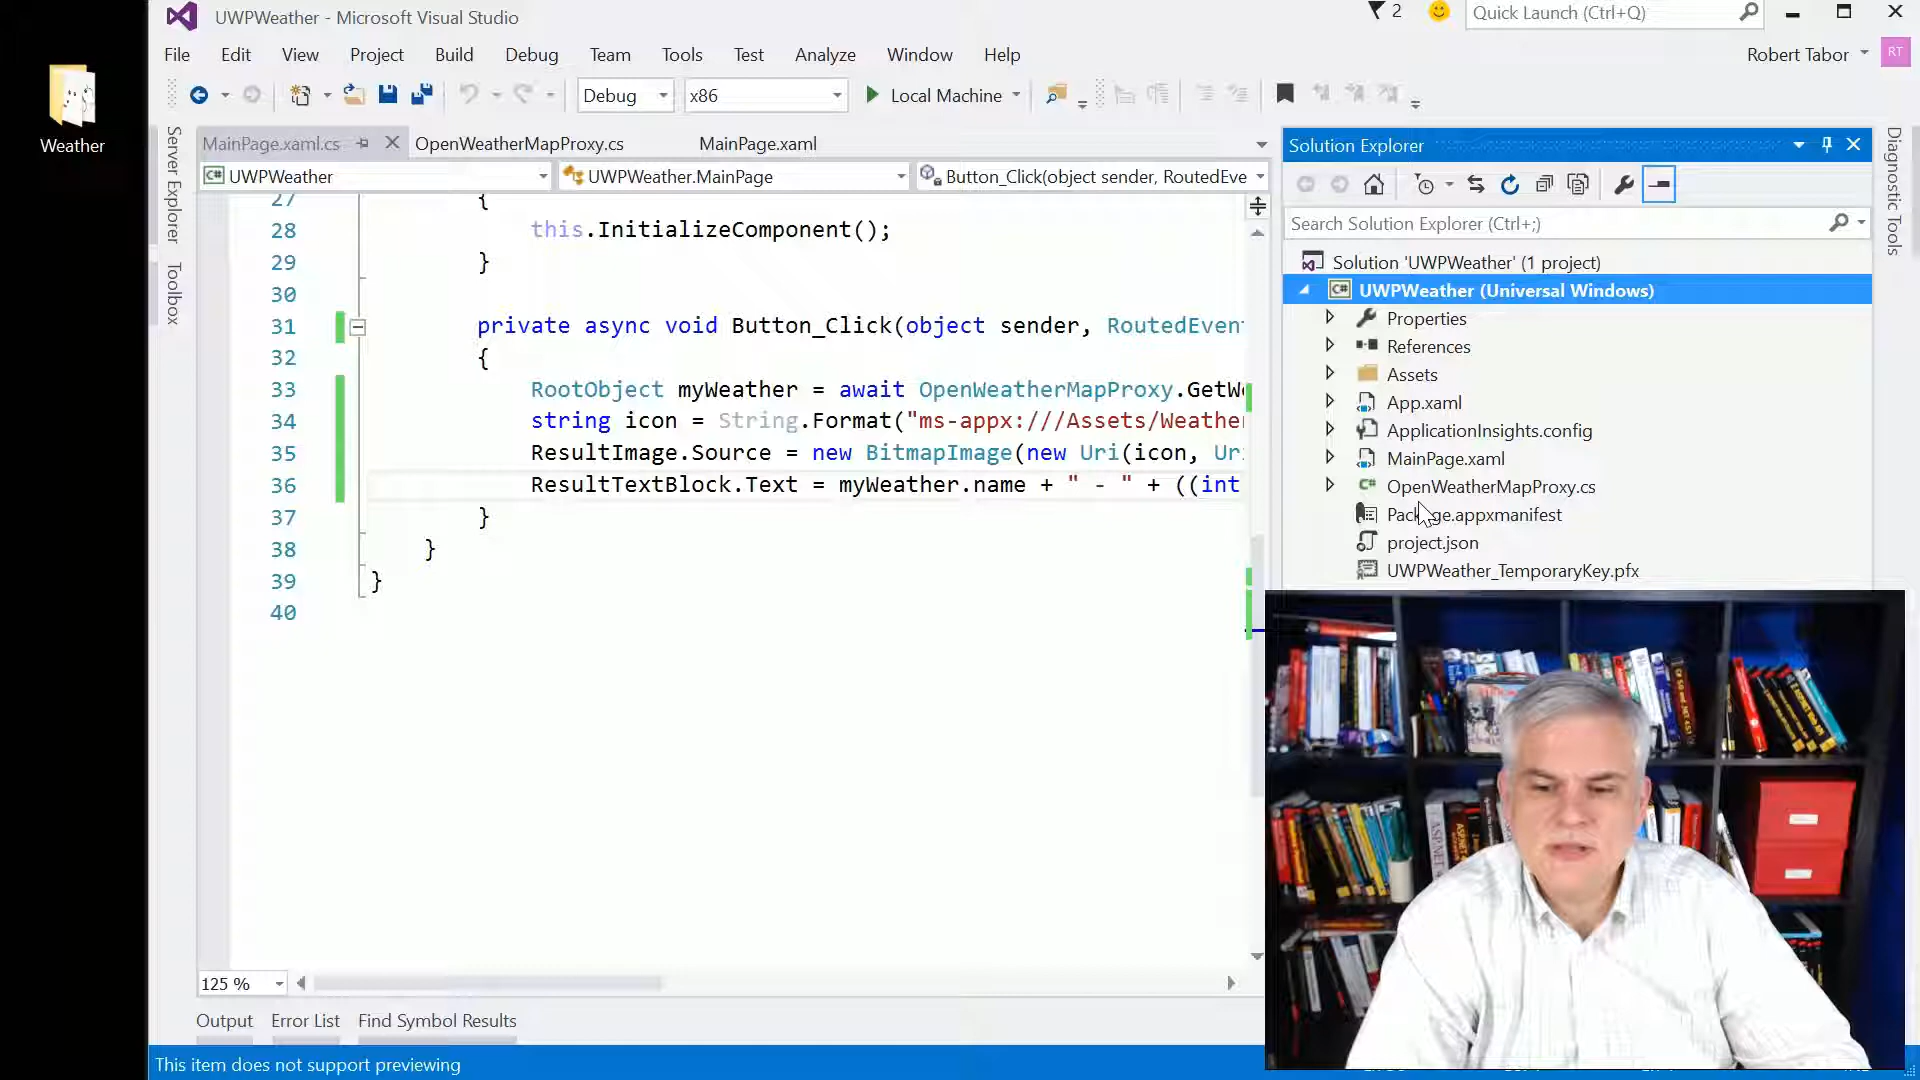 UWPWeather - Microsoft Visual Studio
2
Quick Launch (Ctrl+Q)
File Edit View Project Build Debug Team Tools Test Analyze Window Help
Robert Tabor
RT
Debug
x86
Local Machine
Weather
Server Explorer
Toolbox
MainPage.xaml.cs
OpenWeatherMapProxy.cs
MainPage.xaml
UWPWeather
UWPWeather.MainPage
Button_Click(object sender, RoutedEve
27 {
28 this.InitializeComponent();
29 }
30
31 private async void Button_Click(object sender, RoutedEven
32 {
33 RootObject myWeather = await OpenWeatherMapProxy.GetWe
34 string icon = String.Format("ms-appx:///Assets/Weather
35 ResultImage.Source = new BitmapImage(new Uri(icon, Ur
36 ResultTextBlock.Text = myWeather.name + " - " + ((int
37 }
38 }
39 }
40
125 %
Output
Error List
Find Symbol Results
This item does not support previewing
Solution Explorer
Search Solution Explorer (Ctrl+;)
Solution 'UWPWeather' (1 project)
C# UWPWeather (Universal Windows)
Properties
References
Assets
App.xaml
ApplicationInsights.config
MainPage.xaml
C# OpenWeatherMapProxy.cs
Package.appxmanifest
project.json
UWPWeather_TemporaryKey.pfx
Diagnostic Tools